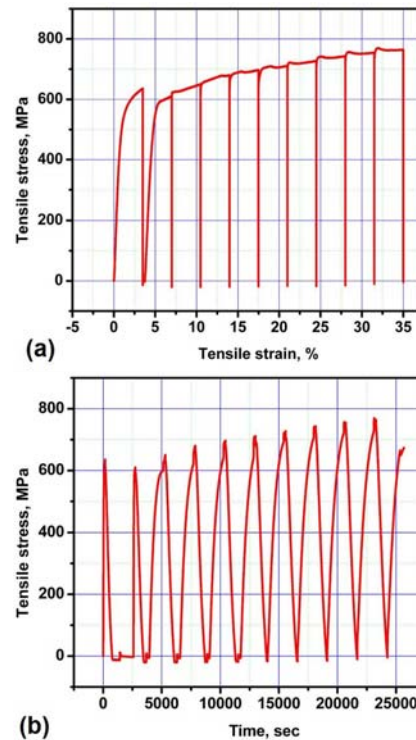 800
600
400
200
0
-5 0 5 10 15 20 25 30 35
Tensile stress, MPa
(a)
Tensile strain, %
800
600
400
200
0
0 5000 10000 15000 20000 25000
Tensile stress, MPa
(b)
Time, sec